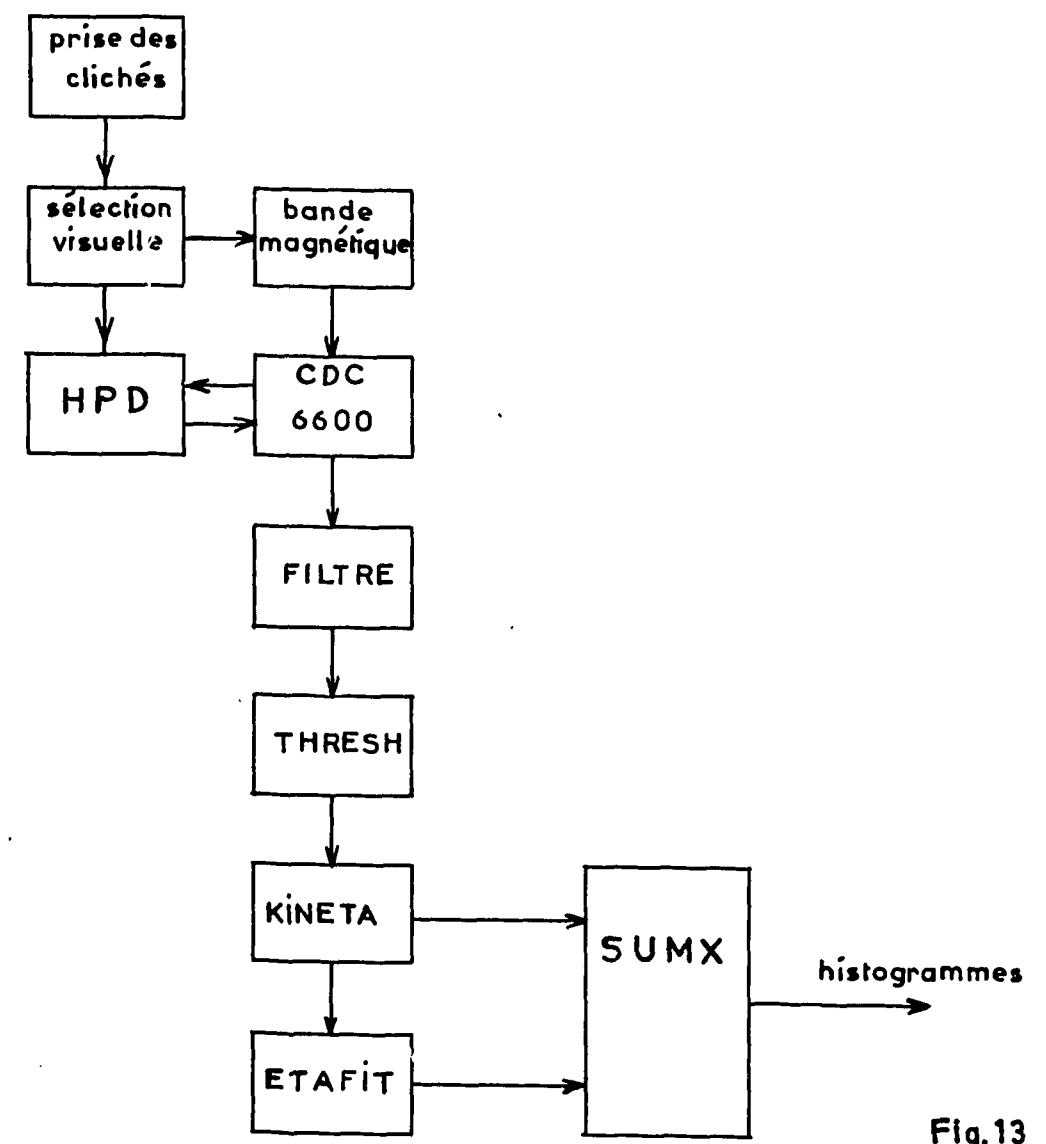 prise des
clichés
sélection
visuelle
bande
magnétique
HPD
CDC
6600
FILTRE
THRESH
KINETA
SUMX
histogrammes
ETAFIT
Fig.13